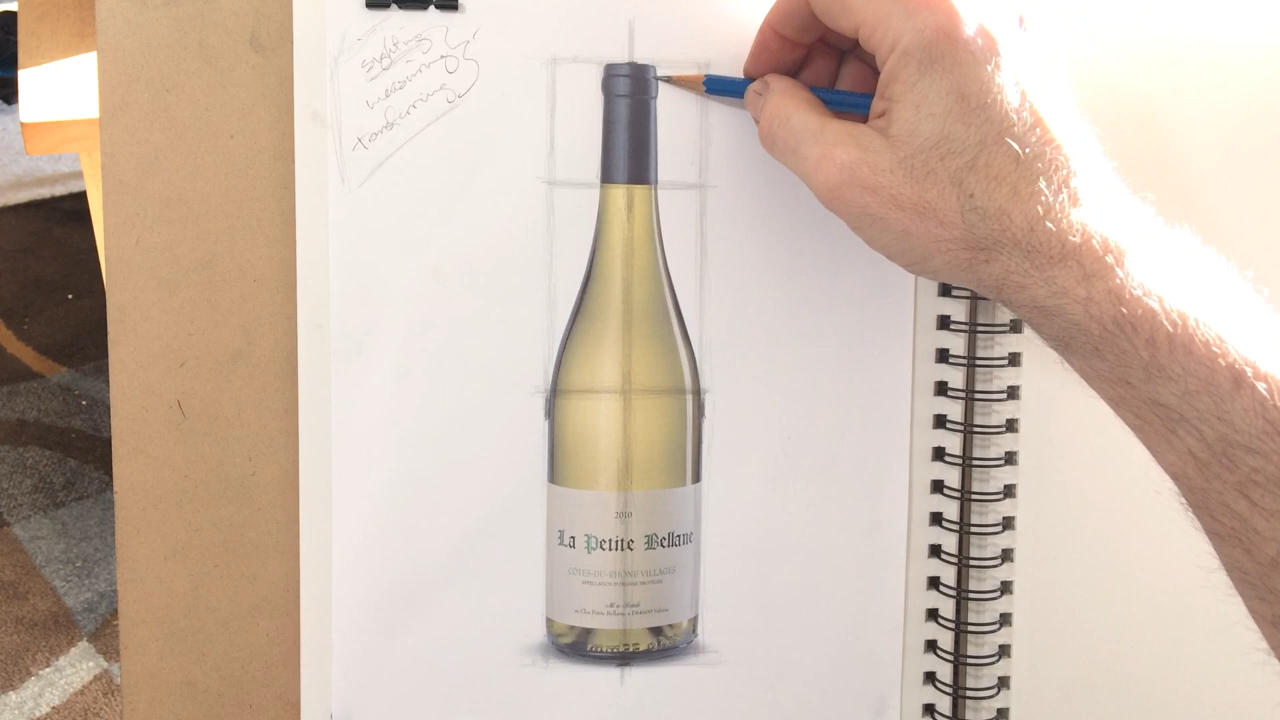 sighting
measuring
transferring
2010
La Petite Bellane
CÔTES-DU-RHÔNE VILLAGES